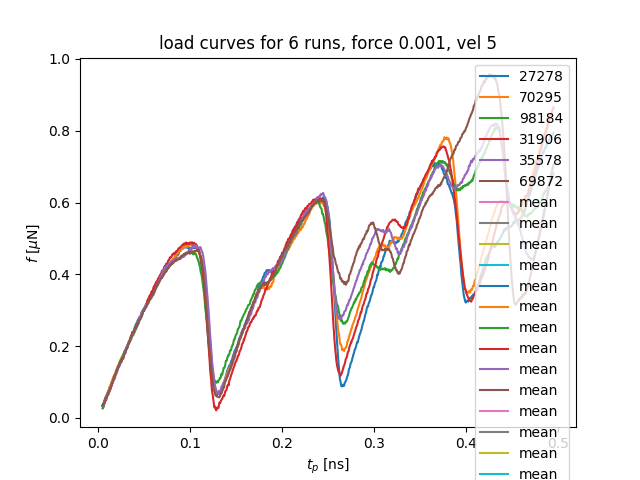 load curves for 6 runs, force 0.001, vel 5
1.0
0.8
0.6
0.4
0.2
0.0
f [μN]
0.0 0.1 0.2 0.3 0.4 0.5
t_p [ns]
27278
70295
98184
31906
35578
69872
mean
mean
mean
mean
mean
mean
mean
mean
mean
mean
mean
mean
mean
mean